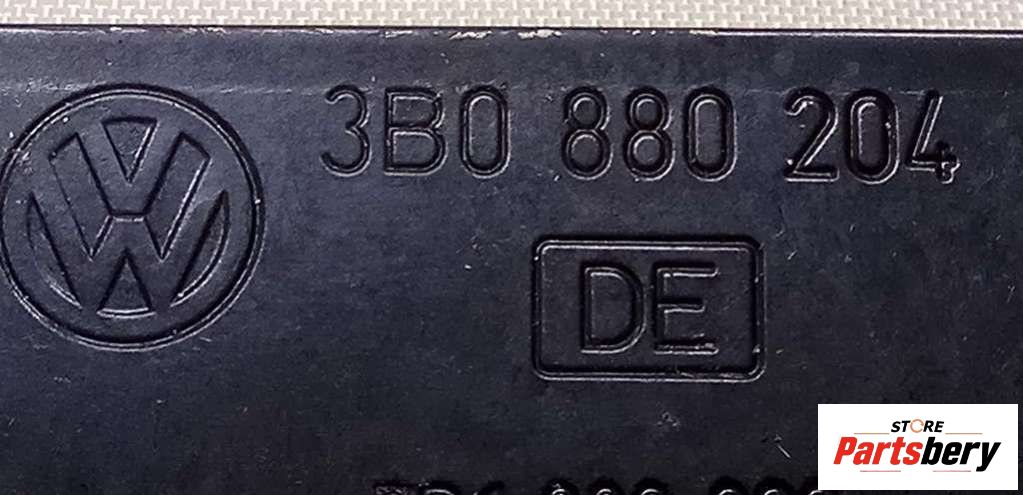 3B0 880 204
DE
STORE
Partsbery